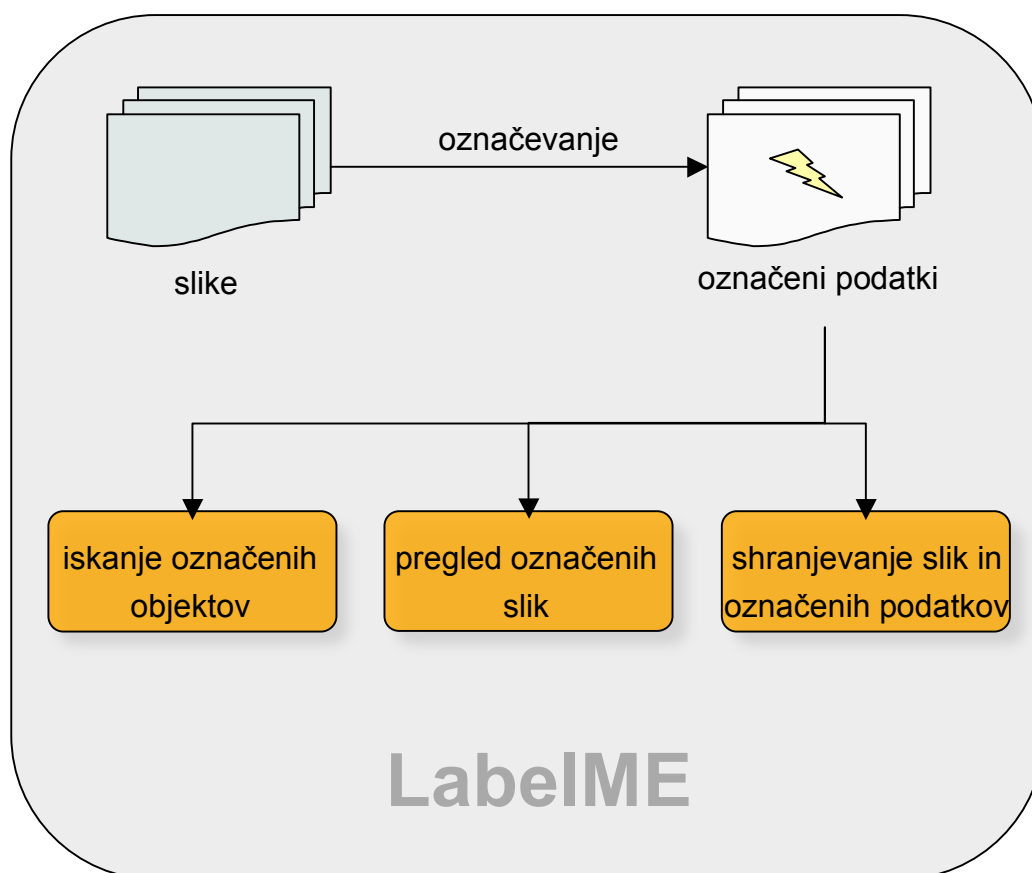 označevanje
slike
označeni podatki
iskanje označenih
objektov
pregled označenih
slik
shranjevanje slik in
označenih podatkov
LabelME